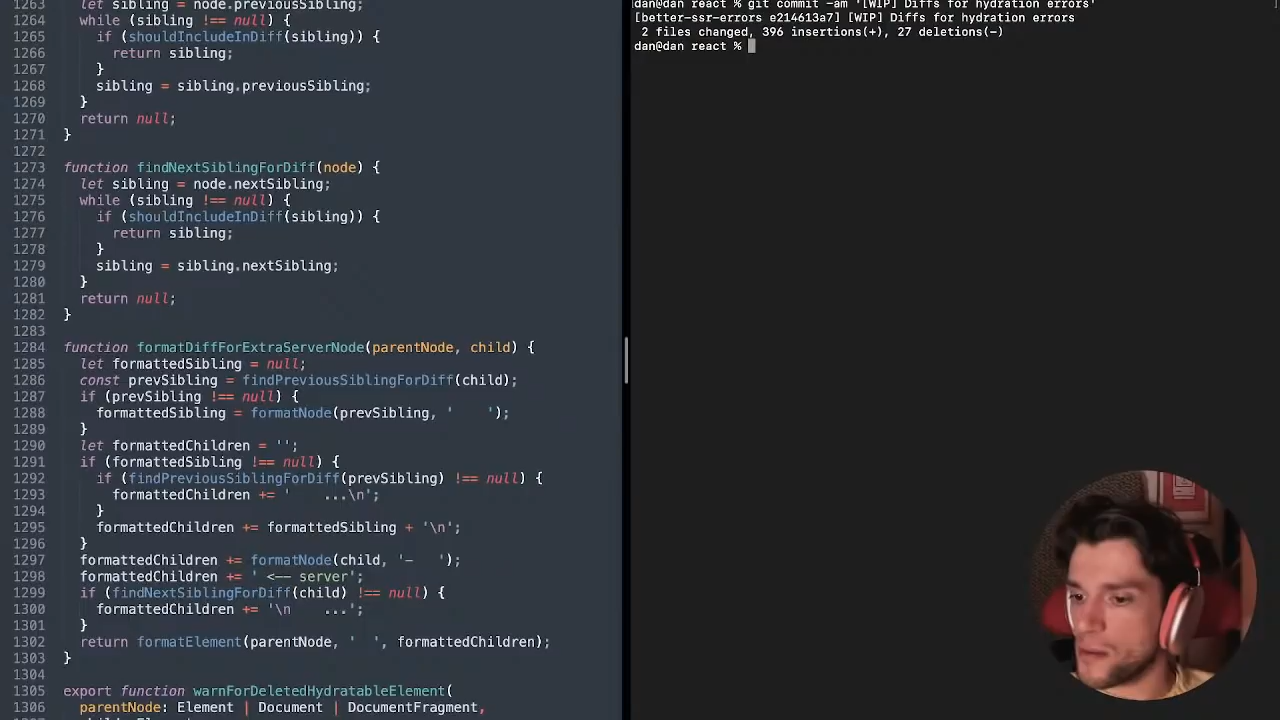 1263 let sibling = node.previousSibling;
1264 while (sibling !== null) {
1265 if (shouldIncludeInDiff(sibling)) {
1266 return sibling;
1267 }
1268 sibling = sibling.previousSibling;
1269 }
1270 return null;
1271 }
1272
1273 function findNextSiblingForDiff(node) {
1274 let sibling = node.nextSibling;
1275 while (sibling !== null) {
1276 if (shouldIncludeInDiff(sibling)) {
1277 return sibling;
1278 }
1279 sibling = sibling.nextSibling;
1280 }
1281 return null;
1282 }
1283
1284 function formatDiffForExtraServerNode(parentNode, child) {
1285 let formattedSibling = null;
1286 const prevSibling = findPreviousSiblingForDiff(child);
1287 if (prevSibling !== null) {
1288 formattedSibling = formatNode(prevSibling, '    ');
1289 }
1290 let formattedChildren = '';
1291 if (formattedSibling !== null) {
1292 if (findPreviousSiblingForDiff(prevSibling) !== null) {
1293 formattedChildren += '    ...\n';
1294 }
1295 formattedChildren += formattedSibling + '\n';
1296 }
1297 formattedChildren += formatNode(child, '-   ');
1298 formattedChildren += ' <-- server';
1299 if (findNextSiblingForDiff(child) !== null) {
1300 formattedChildren += '\n    ...';
1301 }
1302 return formatElement(parentNode, '  ', formattedChildren);
1303 }
1304
1305 export function warnForDeletedHydratableElement(
1306 parentNode: Element | Document | DocumentFragment,
dan@dan react % git commit -am '[WIP] Diffs for hydration errors'
[better-ssr-errors e214613a7] [WIP] Diffs for hydration errors
2 files changed, 396 insertions(+), 27 deletions(-)
dan@dan react %